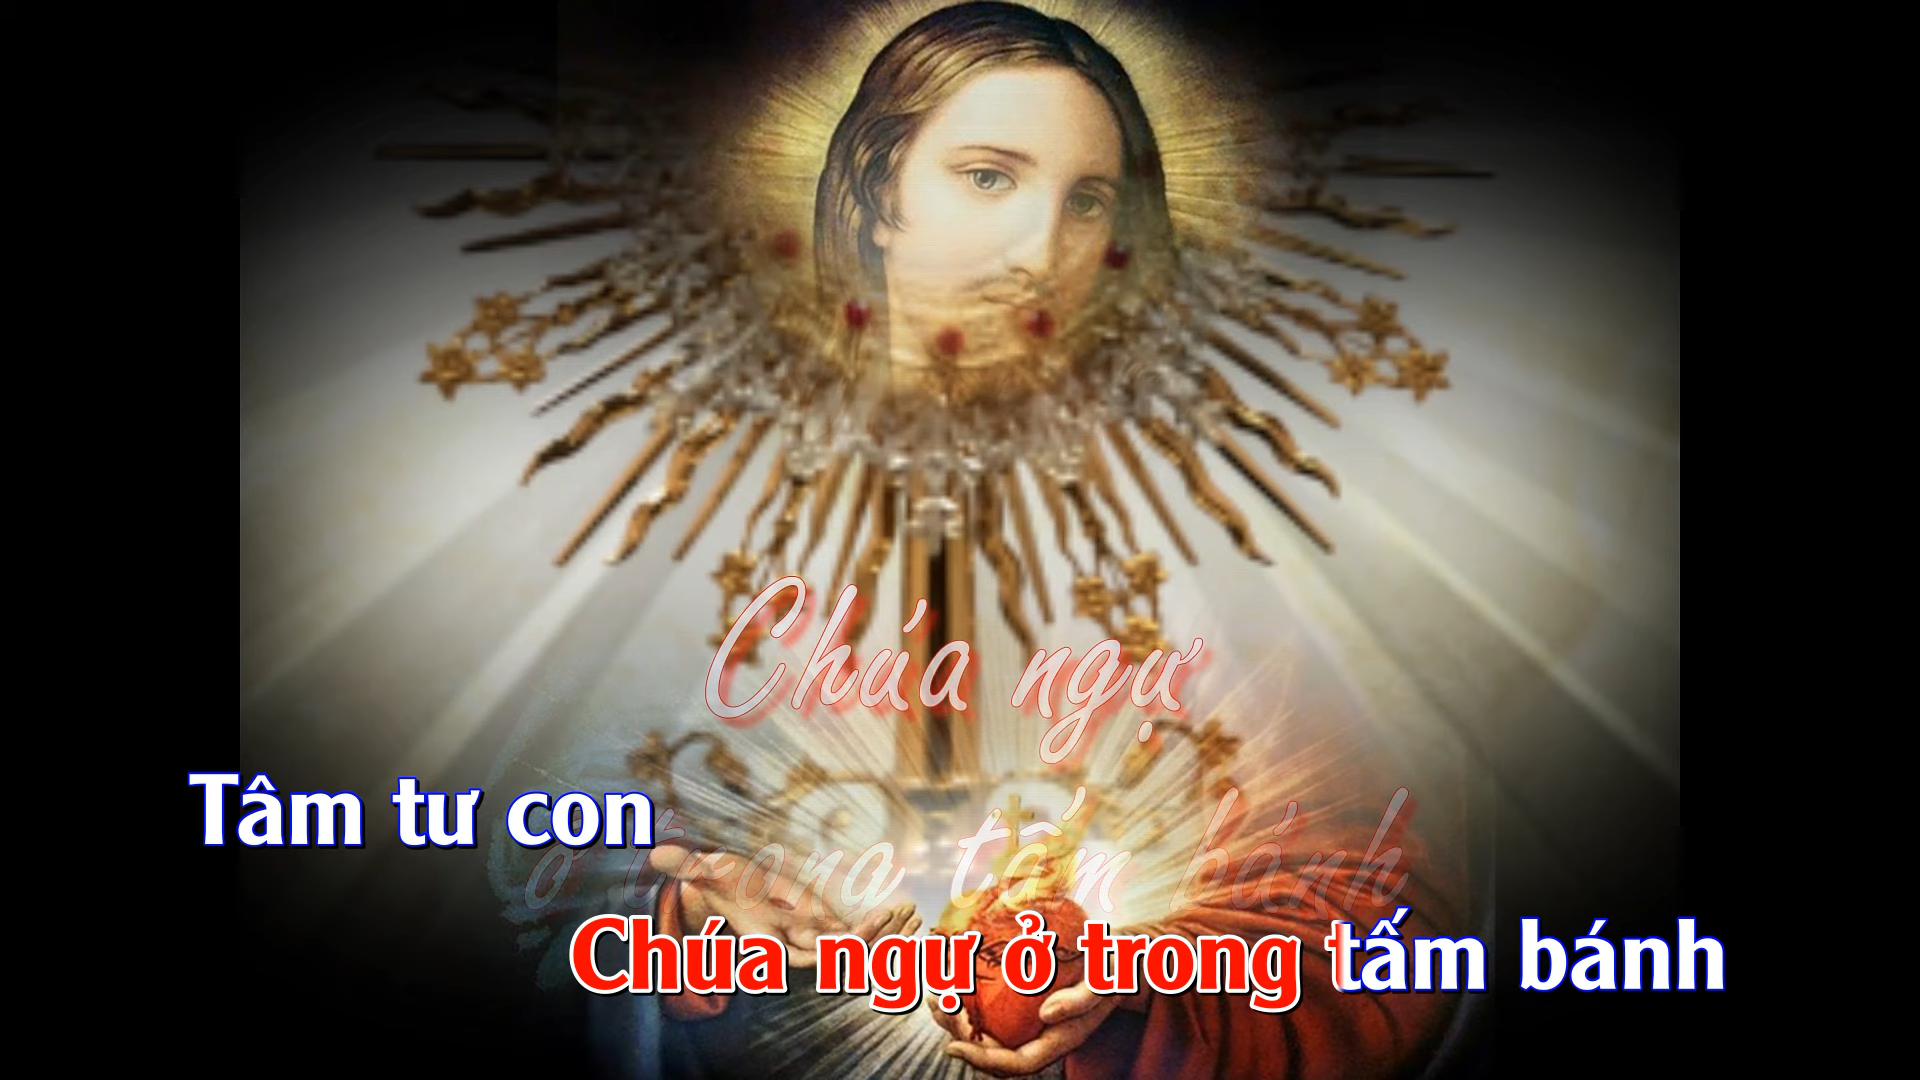 Chúa ngự
ở trong tấm bánh
Tâm tư con
Chúa ngự ở trong tấm bánh